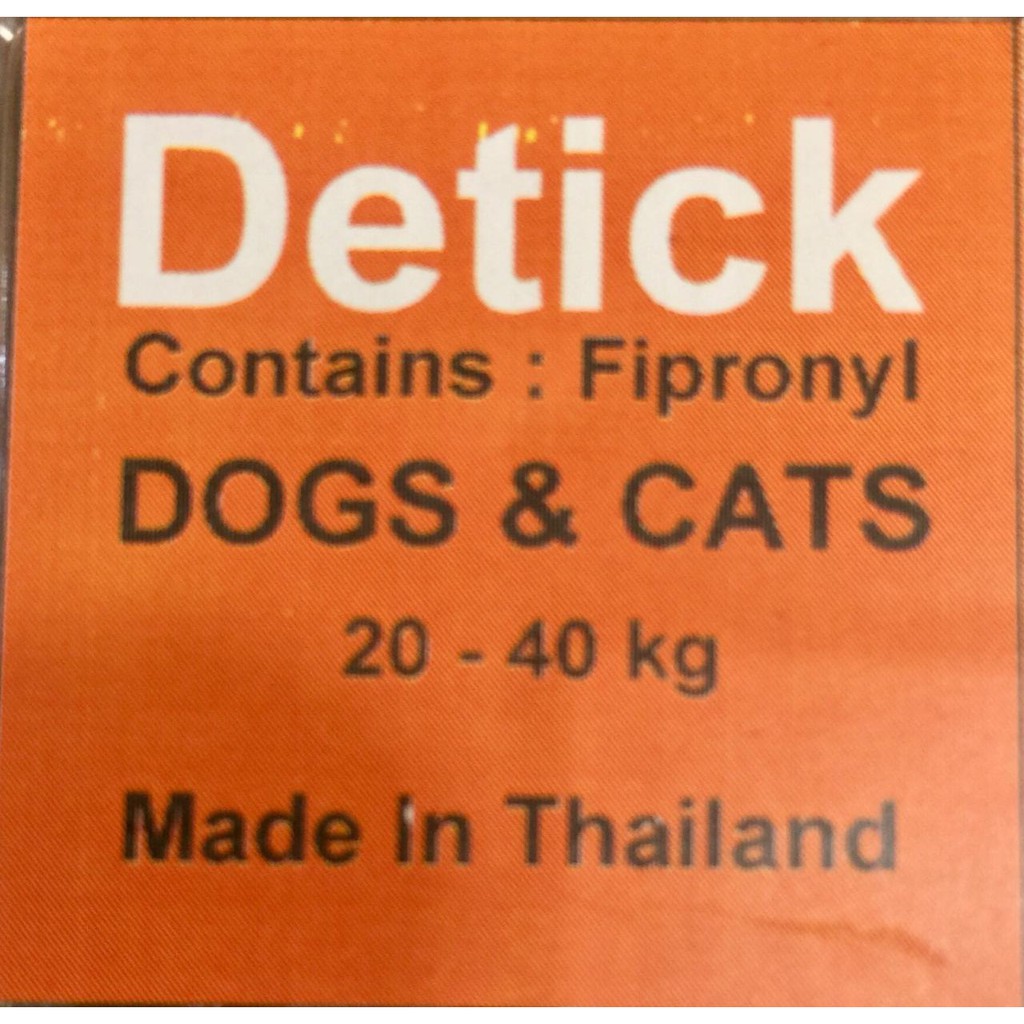 Detick
Contains : Fipronyl
DOGS & CATS
20 - 40 kg
Made In Thailand